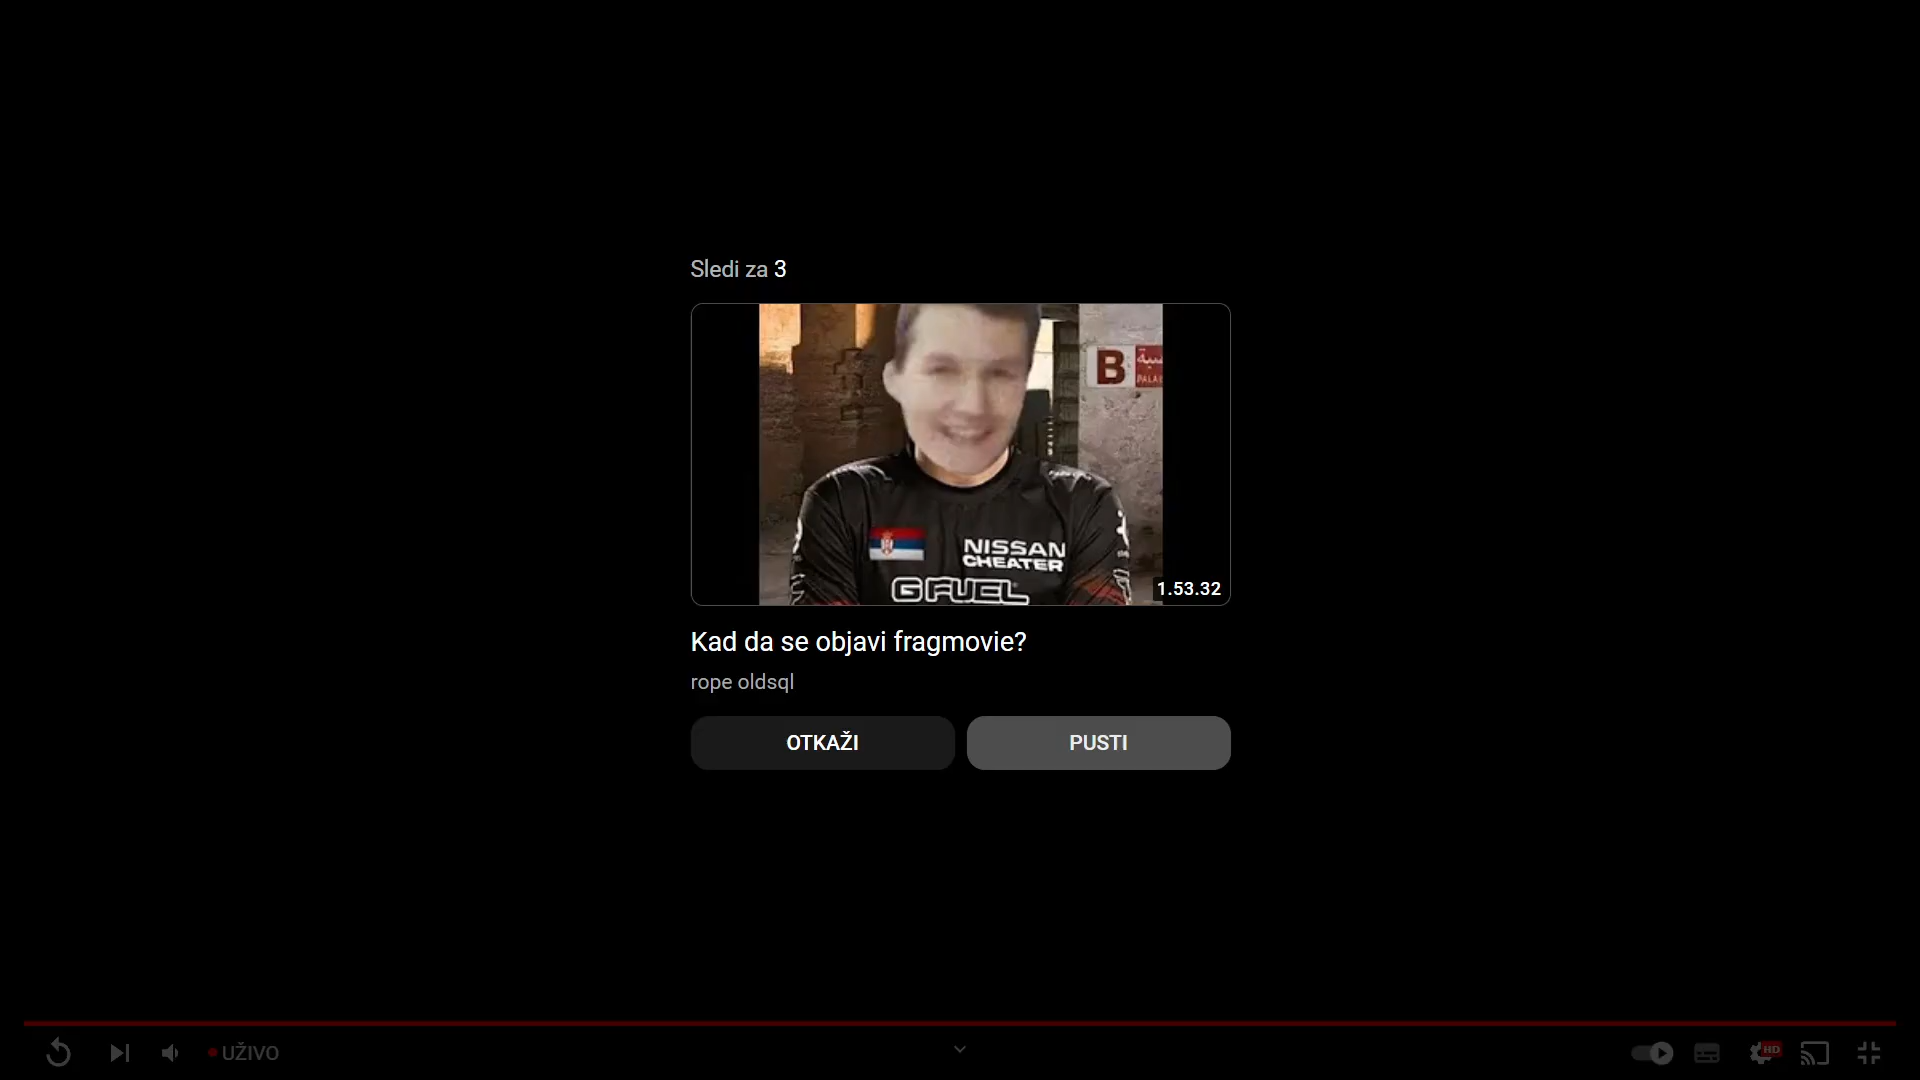 Sledi za 3
B
PALAI
NISSAN
CHEATER
G FUEL
1.53.32
Kad da se objavi fragmovie?
rope oldsql
OTKAŽI
PUSTI
UŽIVO
HD